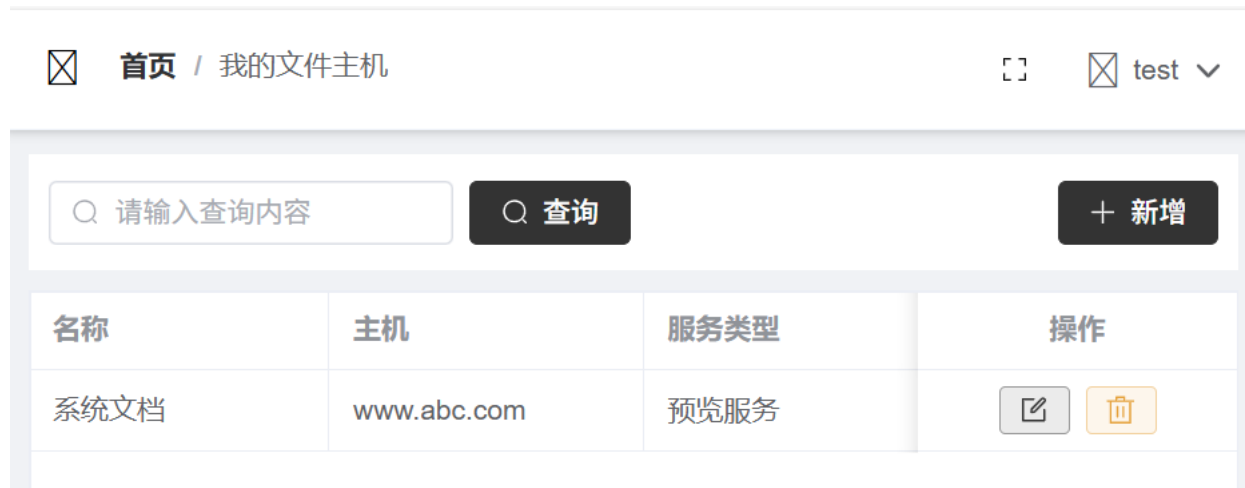 首页 / 我的文件主机
test
请输入查询内容
查询
新增
名称 主机 服务类型 操作
系统文档 www.abc.com 预览服务